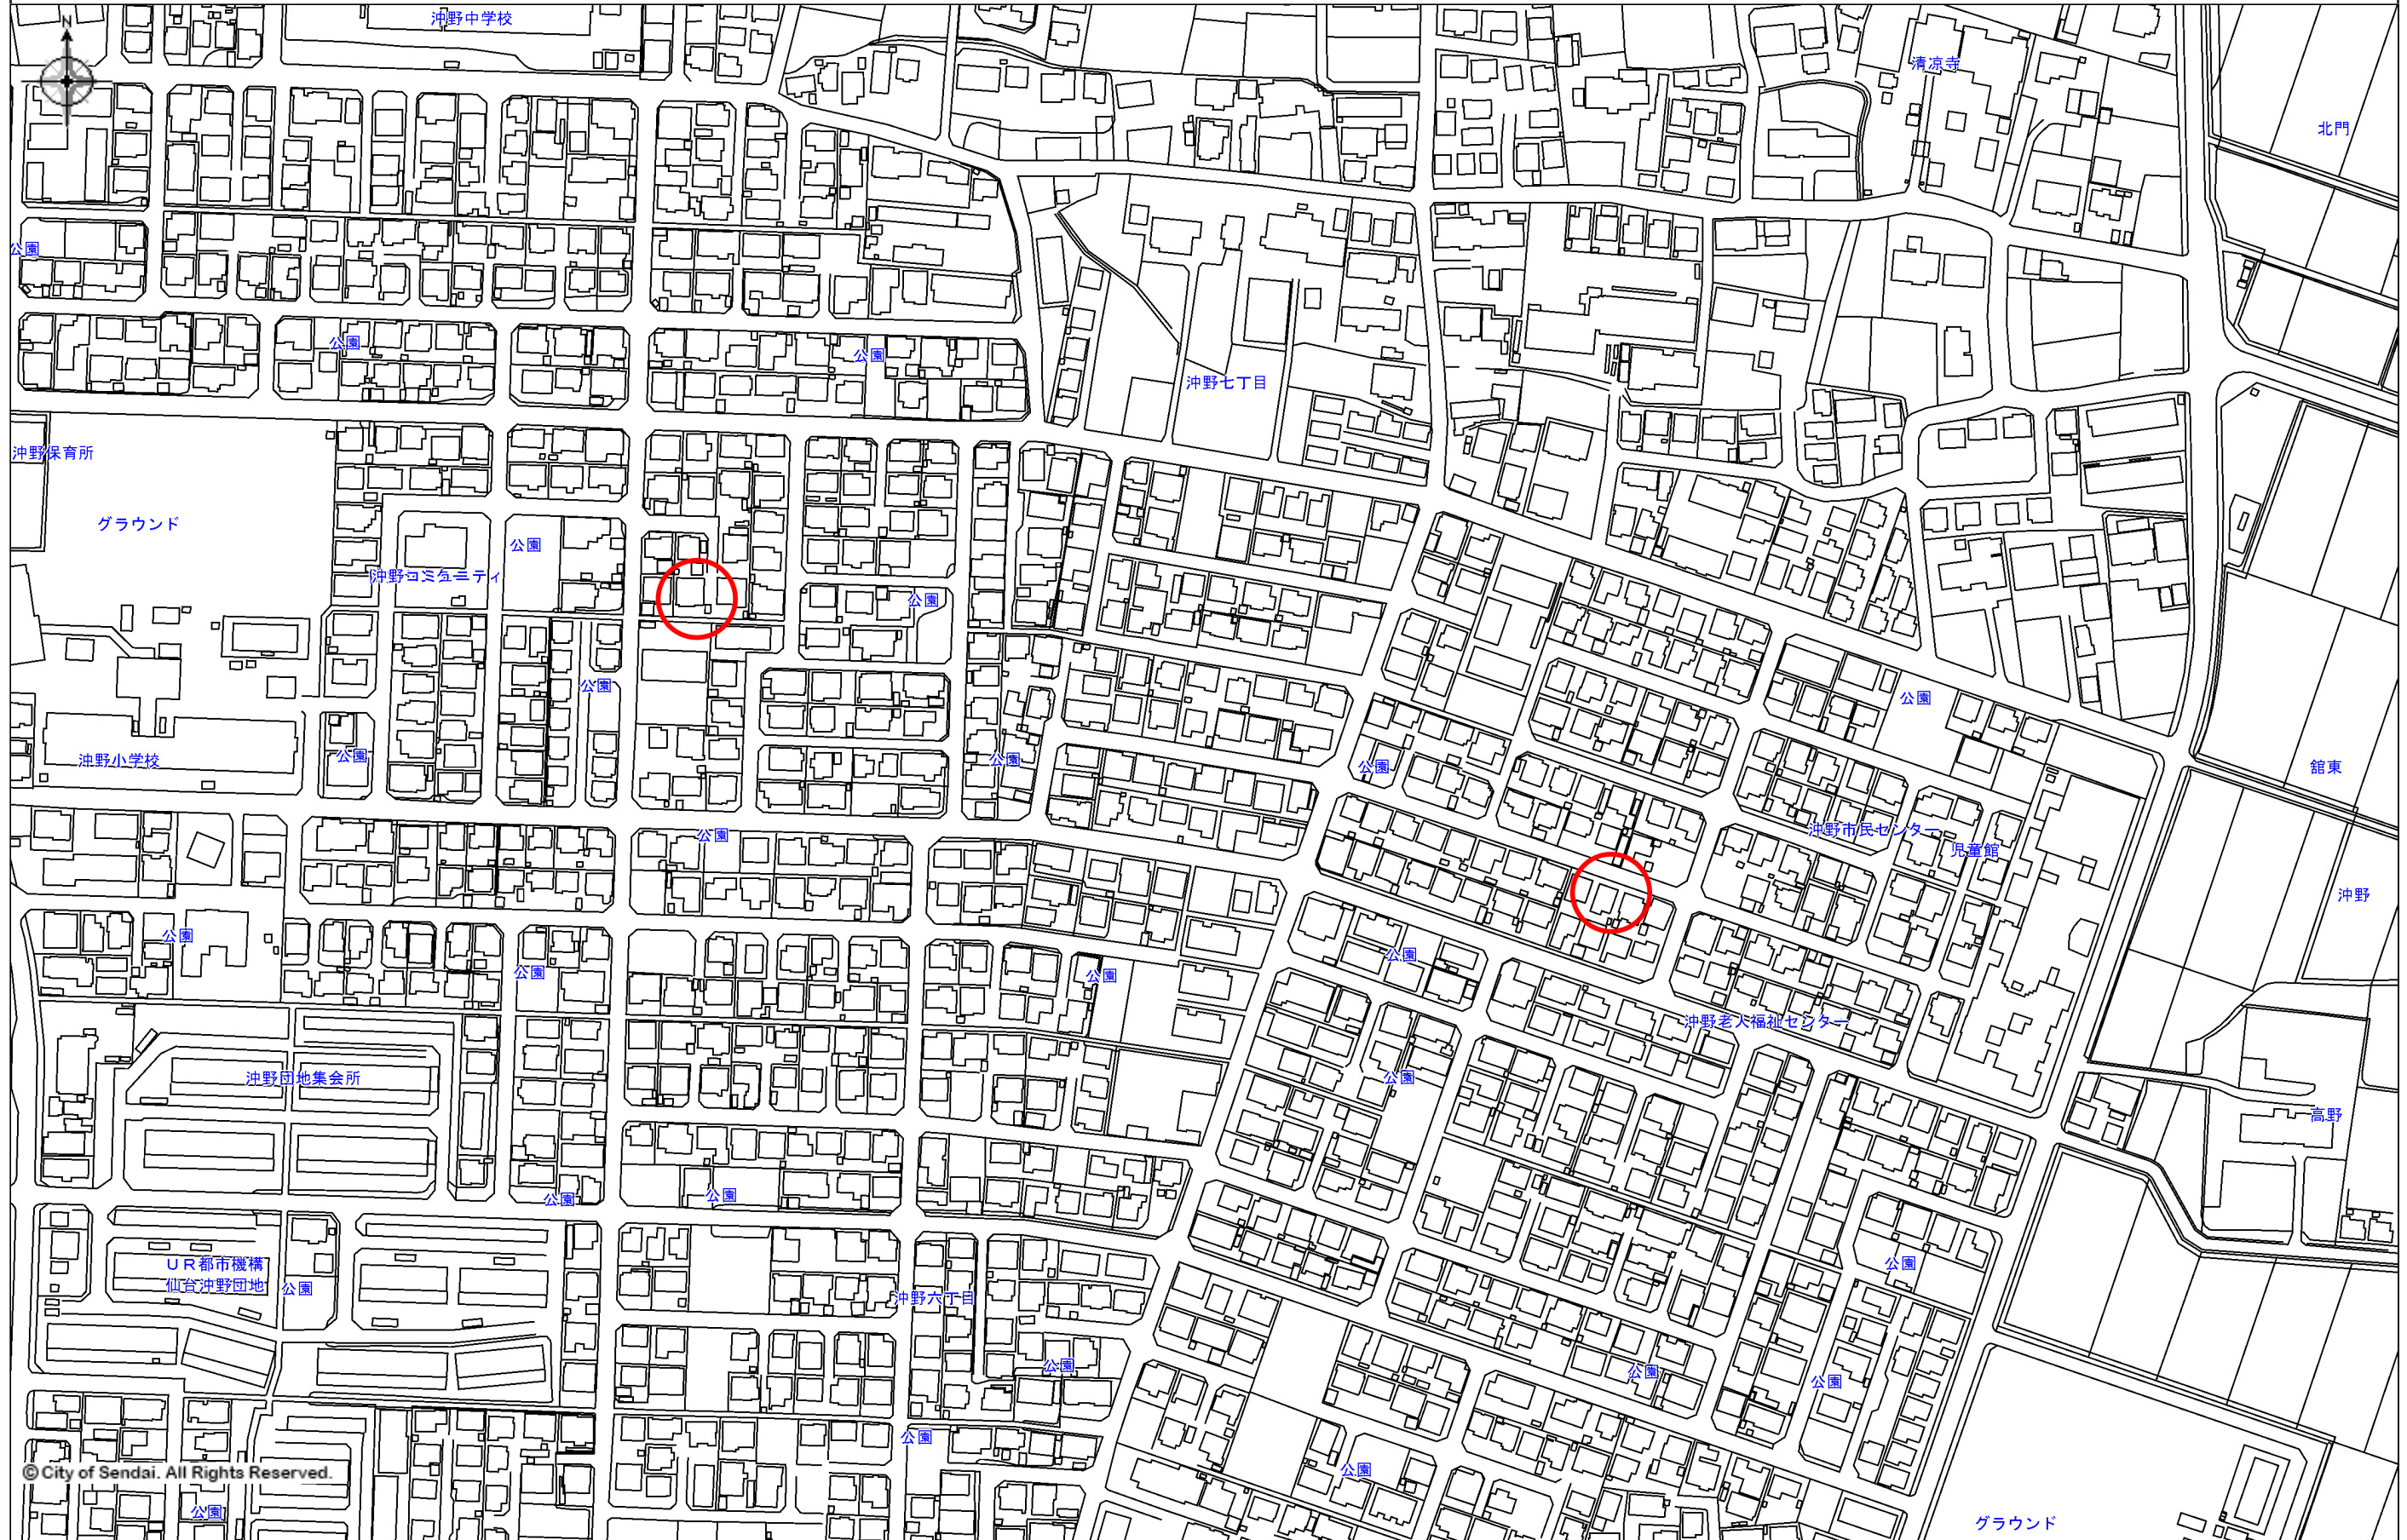 沖野中学校
N
清凉寺
北門
公園
公園
公園
沖野七丁目
沖野保育所
グラウンド
公園
沖野コミュニティ
公園
公園
公園
沖野小学校
公園
公園
公園
舘東
公園
沖野市民センター
児童館
沖野
公園
公園
公園
公園
沖野老人福祉センター
沖野団地集会所
公園
高野
公園
公園
UR都市機構
仙台沖野団地
公園
公園
沖野六丁目
公園
公園
公園
公園
公園
©City of Sendai. All Rights Reserved.
公園
グラウンド